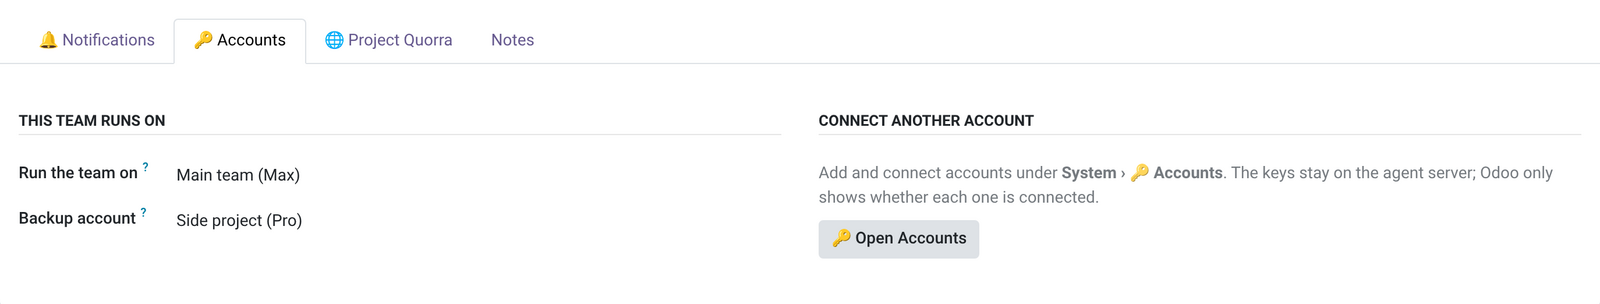 🔔 Notifications
🔑 Accounts
🌐 Project Quorra
Notes
THIS TEAM RUNS ON
Run the team on ?
Main team (Max)
Backup account ?
Side project (Pro)
CONNECT ANOTHER ACCOUNT
Add and connect accounts under System › 🔑 Accounts. The keys stay on the agent server; Odoo only
shows whether each one is connected.
🔑 Open Accounts